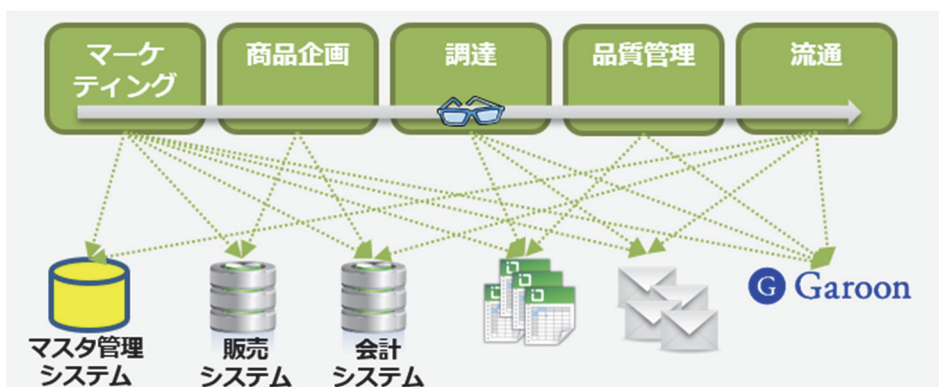 マーケ
ティング
商品企画
調達
品質管理
流通
G Garoon
マスタ管理
システム
販売
システム
会計
システム